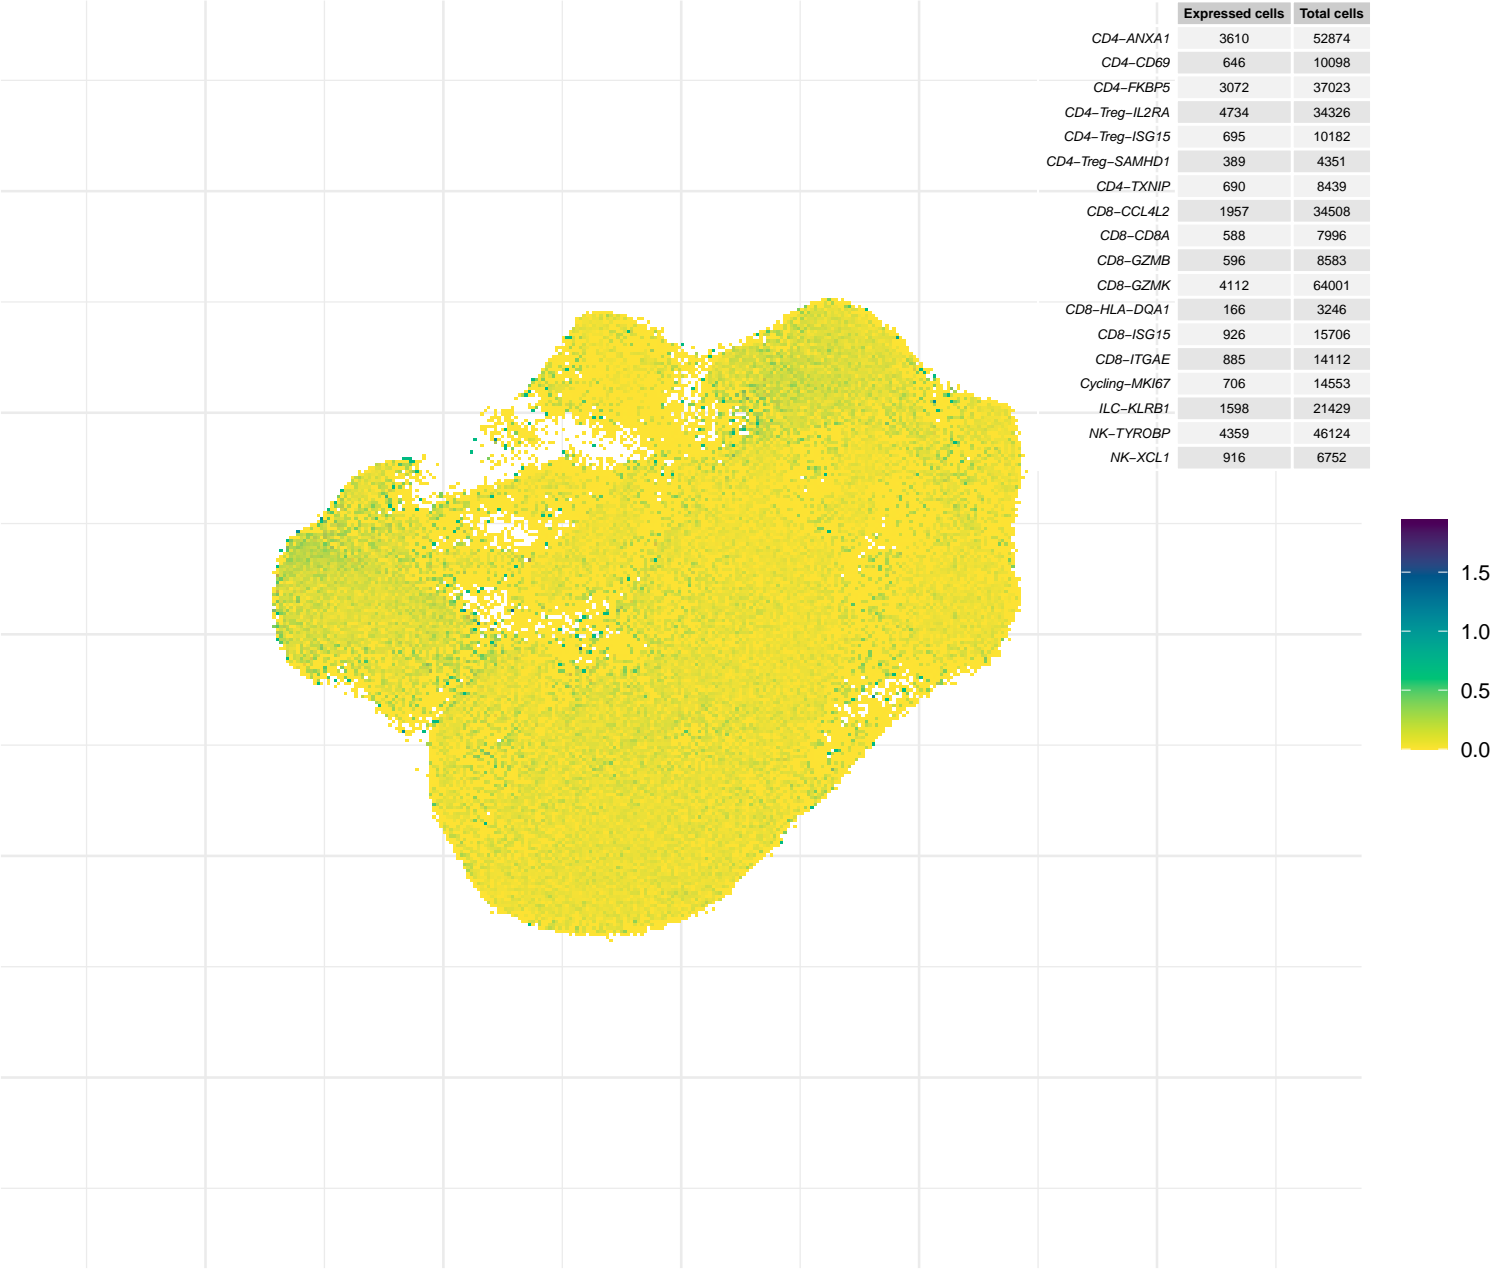 Expressed cells Total cells
CD4−ANXA1 3610 52874
CD4−CD69 646 10098
CD4−FKBP5 3072 37023
CD4−Treg−IL2RA 4734 34326
CD4−Treg−ISG15 695 10182
CD4−Treg−SAMHD1 389 4351
CD4−TXNIP 690 8439
CD8−CCL4L2 1957 34508
CD8−CD8A 588 7996
CD8−GZMB 596 8583
CD8−GZMK 4112 64001
CD8−HLA−DQA1 166 3246
CD8−ISG15 926 15706
CD8−ITGAE 885 14112
Cycling−MKI67 706 14553
ILC−KLRB1 1598 21429
NK−TYROBP 4359 46124
NK−XCL1 916 6752
1.5
1.0
0.5
0.0